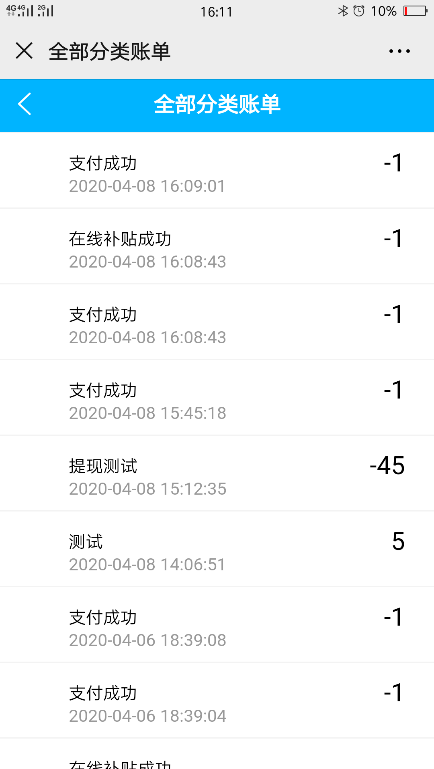 4G 4G 2G 16:11 10%
全部分类账单
全部分类账单
支付成功 -1
2020-04-08 16:09:01
在线补贴成功 -1
2020-04-08 16:08:43
支付成功 -1
2020-04-08 16:08:43
支付成功 -1
2020-04-08 15:45:18
提现测试 -45
2020-04-08 15:12:35
测试 5
2020-04-08 14:06:51
支付成功 -1
2020-04-06 18:39:08
支付成功 -1
2020-04-06 18:39:04
在线补贴成功